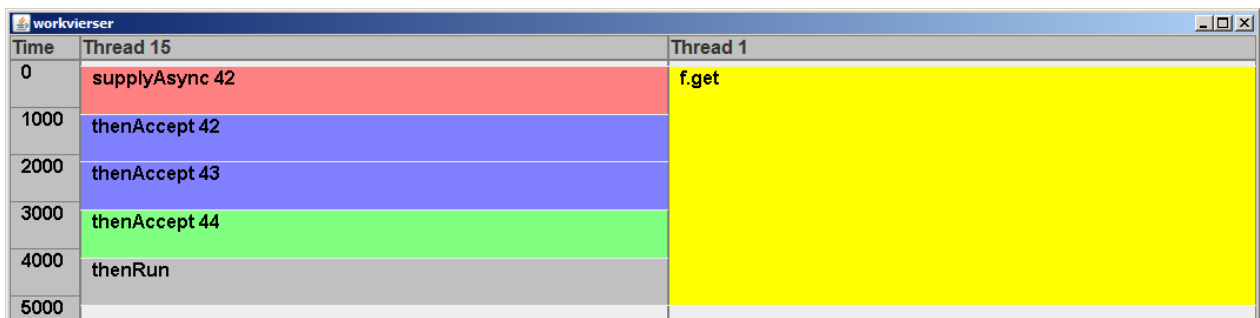 workvierser
Time Thread 15 Thread 1
0 supplyAsync 42 f.get
1000 thenAccept 42
2000 thenAccept 43
3000 thenAccept 44
4000 thenRun
5000